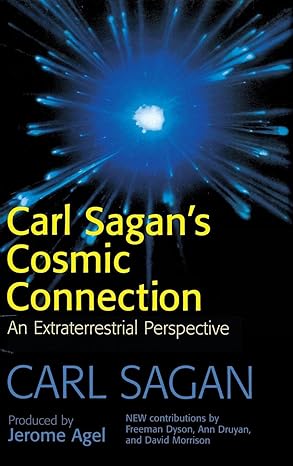 Carl Sagan's
Cosmic
Connection
An Extraterrestrial Perspective
CARL SAGAN
Produced by
Jerome Agel
NEW contributions by
Freeman Dyson, Ann Druyan,
and David Morrison